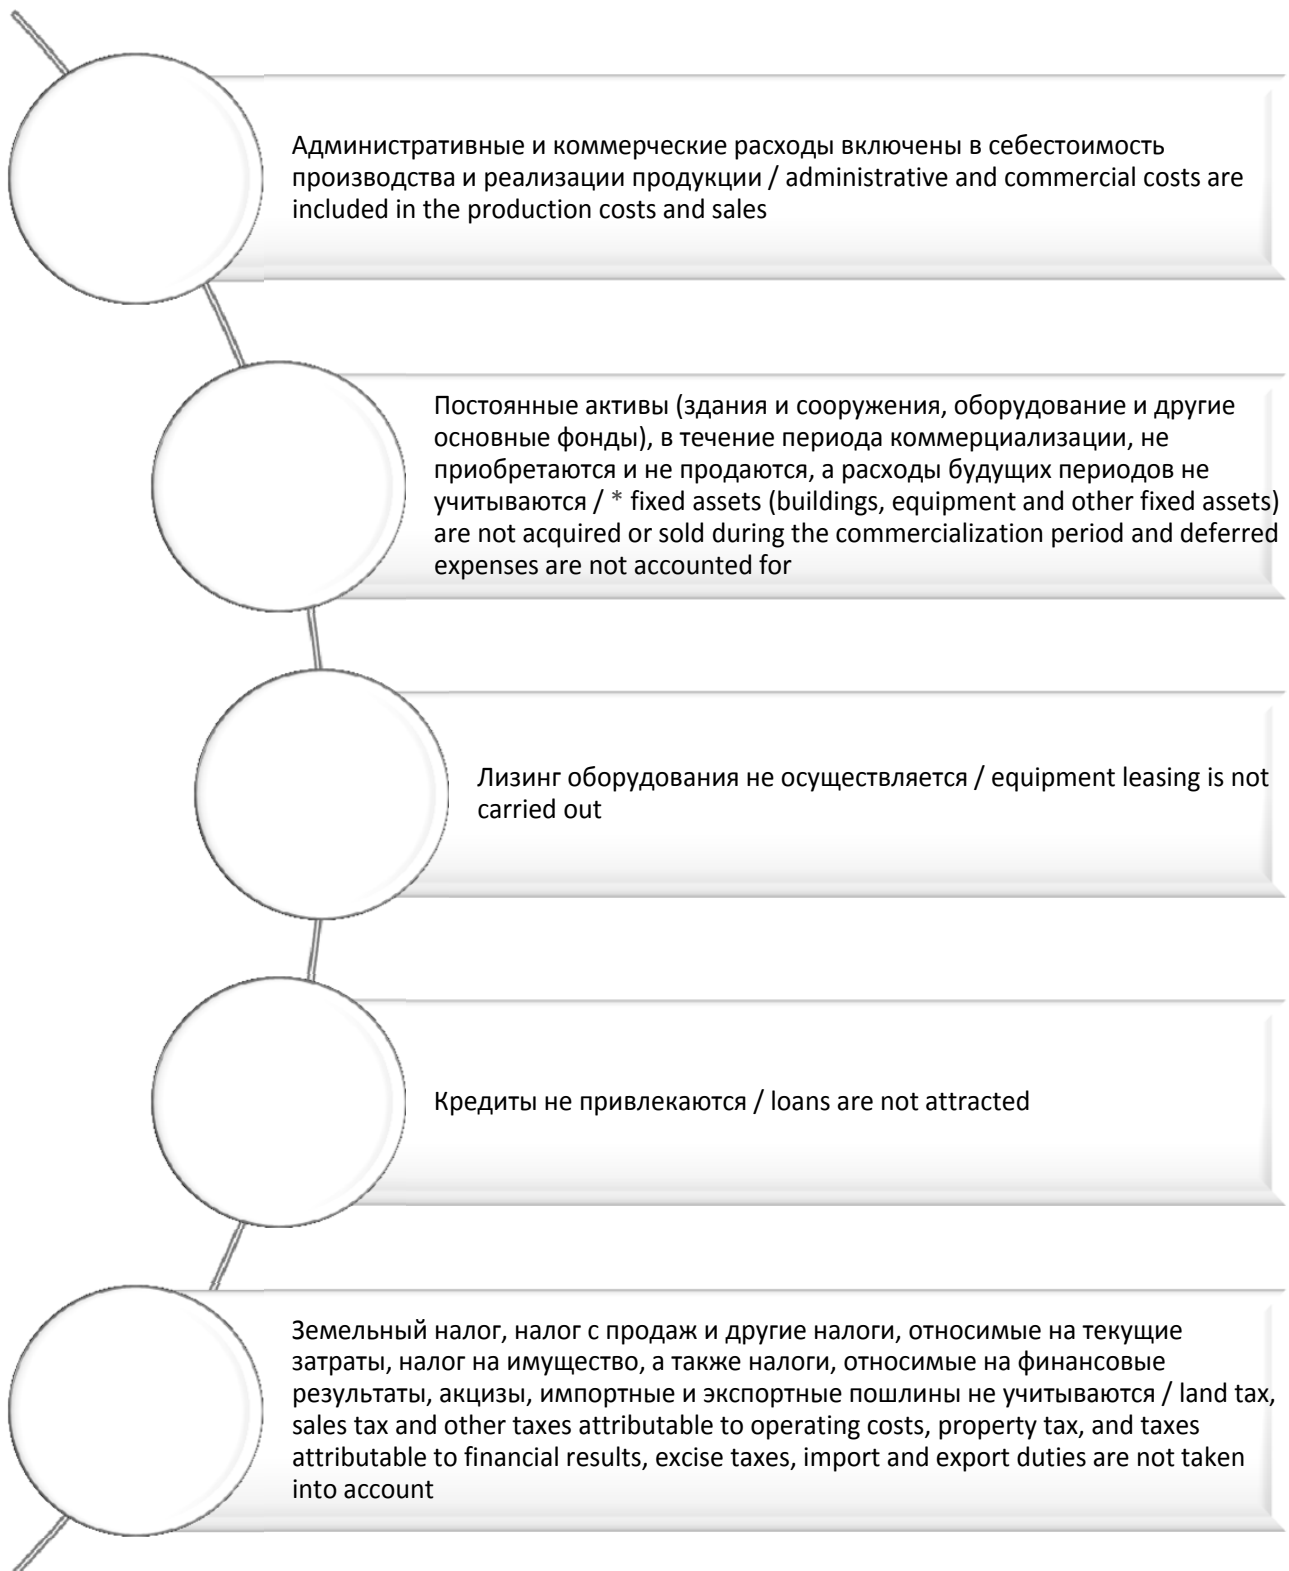 Административные и коммерческие расходы включены в себестоимость
производства и реализации продукции / administrative and commercial costs are
included in the production costs and sales
Постоянные активы (здания и сооружения, оборудование и другие
основные фонды), в течение периода коммерциализации, не
приобретаются и не продаются, а расходы будущих периодов не
учитываются / * fixed assets (buildings, equipment and other fixed assets)
are not acquired or sold during the commercialization period and deferred
expenses are not accounted for
Лизинг оборудования не осуществляется / equipment leasing is not
carried out
Кредиты не привлекаются / loans are not attracted
Земельный налог, налог с продаж и другие налоги, относимые на текущие
затраты, налог на имущество, а также налоги, относимые на финансовые
результаты, акцизы, импортные и экспортные пошлины не учитываются / land tax,
sales tax and other taxes attributable to operating costs, property tax, and taxes
attributable to financial results, excise taxes, import and export duties are not taken
into account